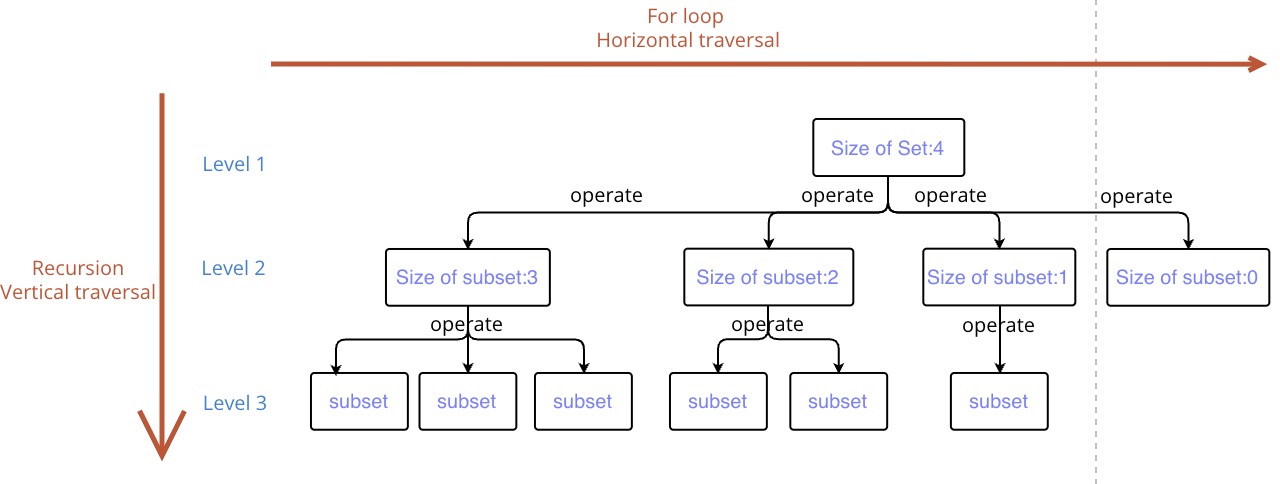 For loop
Horizontal traversal
Level 1
Size of Set:4
operate
operate
operate
operate
Recursion
Vertical traversal
Level 2
Size of subset:3
Size of subset:2
Size of subset:1
Size of subset:0
operate
operate
operate
Level 3
subset
subset
subset
subset
subset
subset